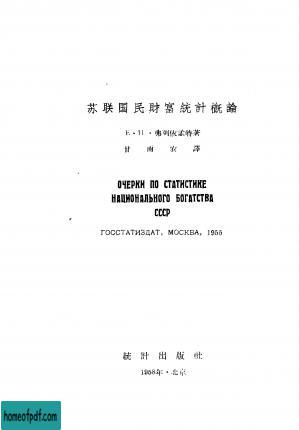 苏联国民財富統計概論
E·И·弗列依孟特著
甘雨农譯
ОЧЕРКИ ПО СТАТИСТИКЕ
НАЦИОНАЛЬНОГО БОГАТСТВА
СССР
ГОССТАТИЗДАТ, МОСКВА, 1955
統計出版社
1958年·北京
homeofpdf.com